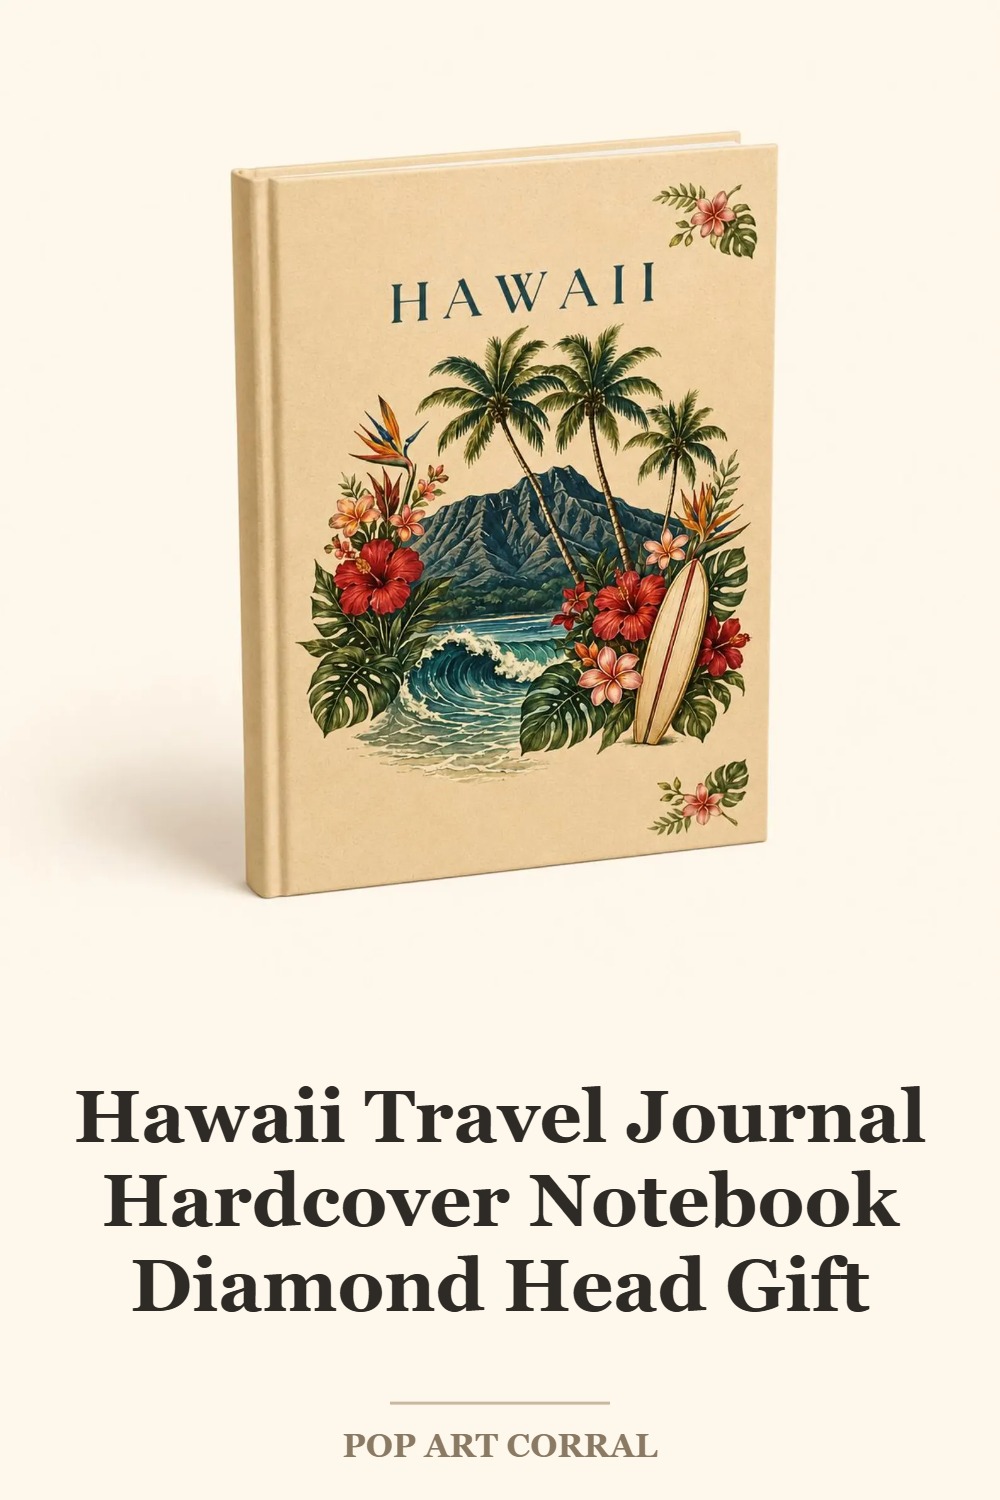 HAWAII
Hawaii Travel Journal
Hardcover Notebook
Diamond Head Gift
POP ART CORRAL